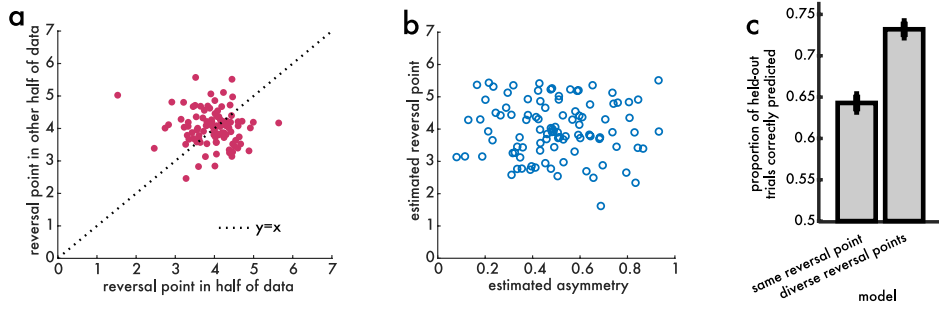 a
reversal point in other half of data
7
6
5
4
3
2
1
0
0 1 2 3 4 5 6 7
y=x
reversal point in half of data
b
estimated reversal point
7
6
5
4
3
2
1
0
0 0.2 0.4 0.6 0.8 1
estimated asymmetry
c
proportion of held-out
trials correctly predicted
0.75
0.7
0.65
0.6
0.55
0.5
same reversal point
diverse reversal points
model